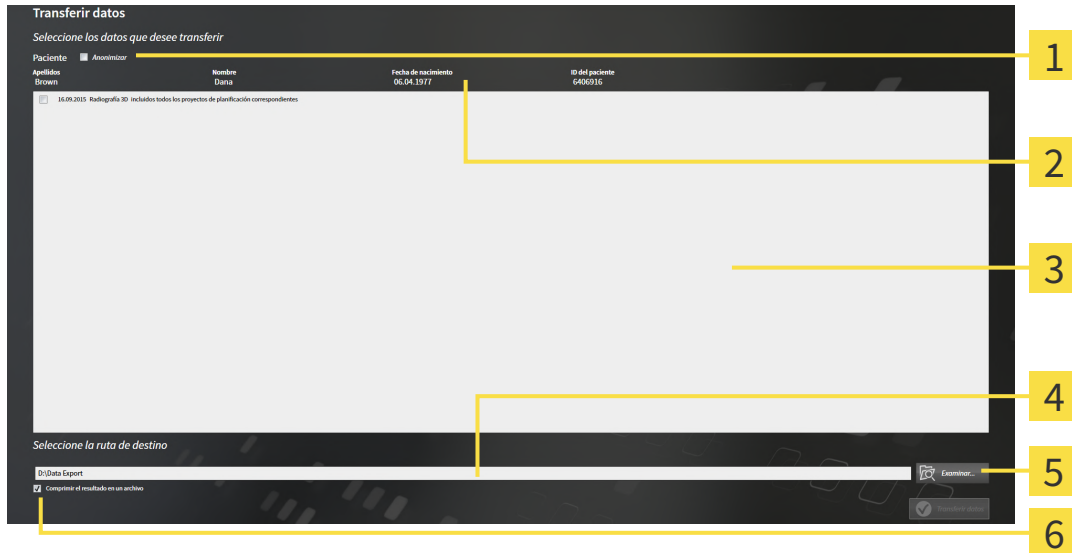 Transferir datos
Seleccione los datos que desee transferir
Paciente Anonimizar
1
Apellidos Nombre Fecha de nacimiento ID del paciente
Brown Dana 06.04.1977 6406916
16.09.2015 Radiografía 3D incluidos todos los proyectos de planificación correspondientes
2
3
4
Seleccione la ruta de destino
D:\Data Export Examinar...
5
Comprimir el resultado en un archivo
Transferir datos
6